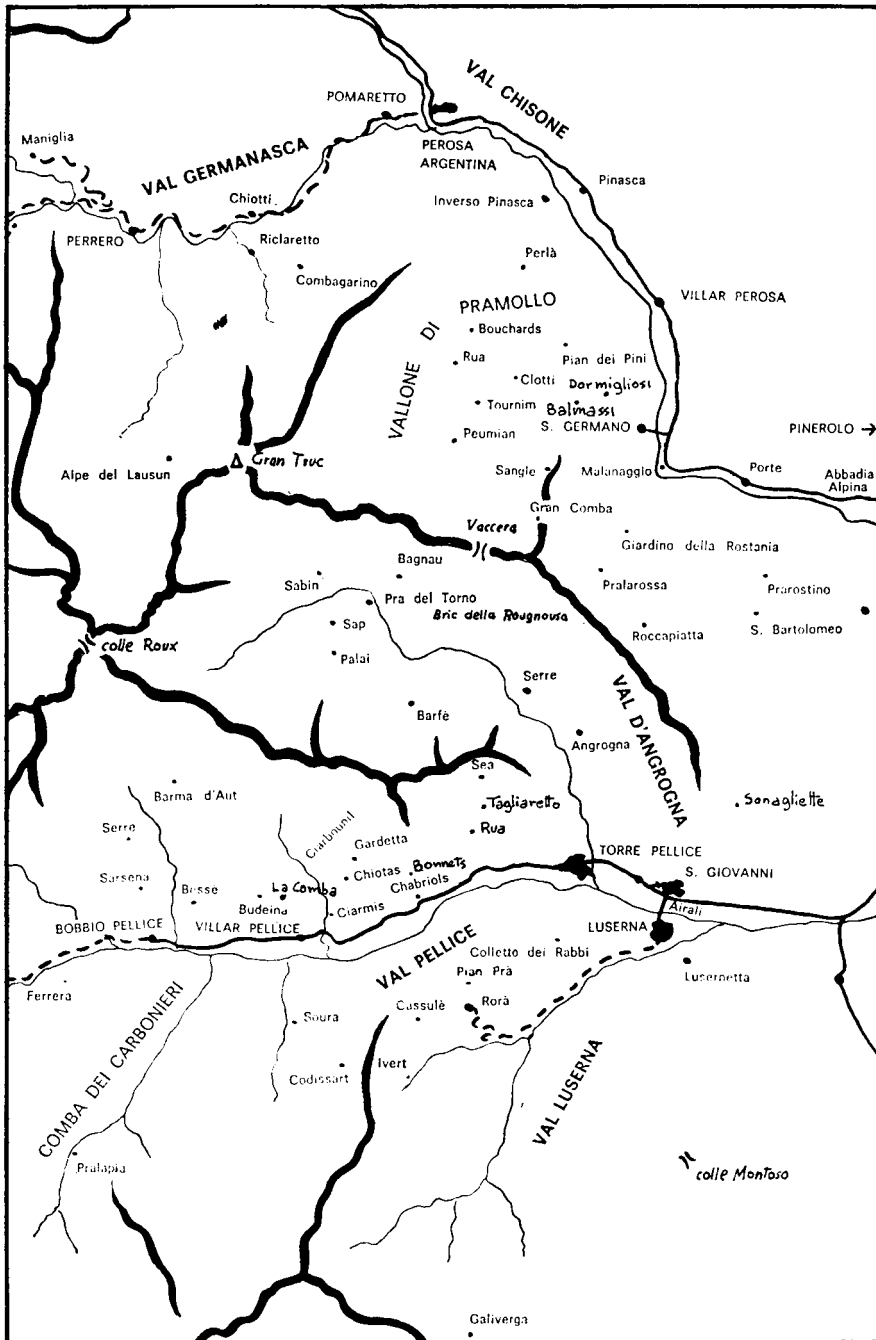 VAL CHISONE
POMARETTO
Maniglia
VAL GERMANASCA
PEROSA
ARGENTINA
Pinasca
Chiotti
Inverso Pinasca
PERRERO
Riclaretto
Combagarino
Perlà
VILLAR PEROSA
VALLONE DI PRAMOLLO
Bouchards
Rua
Pian dei Pini
Clotti
Dormigliosi
Tournim
Balmassi
S. GERMANO
PINEROLO →
Peumian
Alpe del Lausun
Gran Truc
Sangle
Malanaggio
Porte
Abbadia
Alpina
Gran Comba
Vaccera
Giardino della Rostania
Bagnau
Sabin
Pralarossa
Prarostino
Pra del Torno
Bric della Rougnousa
Sap
Roccapiatta
S. Bartolomeo
colle Roux
Palai
Serre
Barfè
VAL D'ANGROGNA
Angrogna
Sea
Barma d'Aut
Tagliaretto
Sonagliette
Serre
Ciarbounil
Gardetta
Rua
TORRE PELLICE
Sarsena
Chiotas
Bonnets
S. GIOVANNI
Besse
La Comba
Chabriols
Budeina
Ciarmis
Airali
BOBBIO PELLICE
VILLAR PELLICE
LUSERNA
VAL PELLICE
Colletto dei Rabbi
Lusernetta
Pian Prà
Ferrera
Rorà
Cassulè
Soura
COMBA DEI CARBONIERI
Ivert
Codissart
VAL LUSERNA
Pralapia
colle Montoso
Galiverga